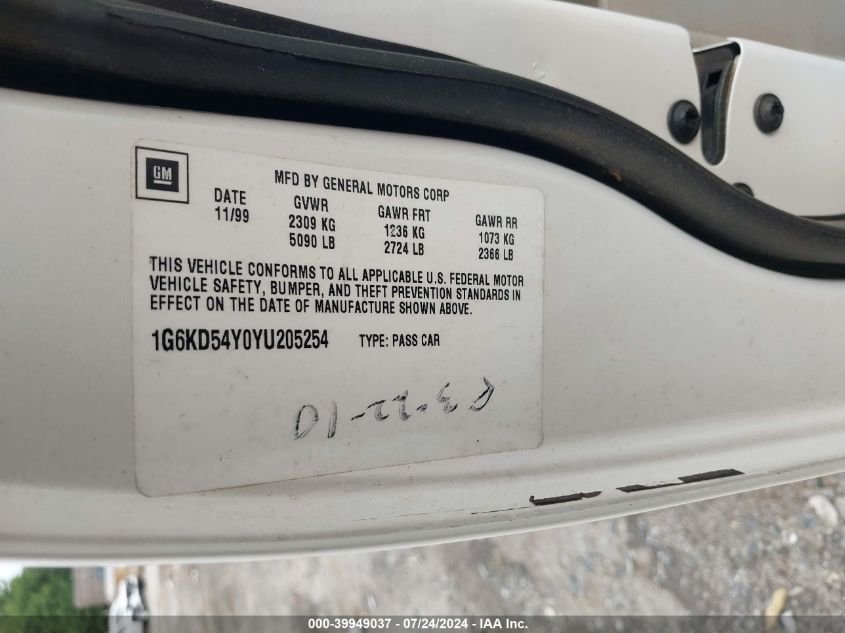 GM
MFD BY GENERAL MOTORS CORP
DATE GVWR GAWR FRT GAWR RR
11/99 2309 KG 1236 KG 1073 KG
5090 LB 2724 LB 2366 LB
THIS VEHICLE CONFORMS TO ALL APPLICABLE U.S. FEDERAL MOTOR
VEHICLE SAFETY, BUMPER, AND THEFT PREVENTION STANDARDS IN
EFFECT ON THE DATE OF MANUFACTURE SHOWN ABOVE.
1G6KD54Y0YU205254 TYPE: PASS CAR
000-39949037 - 07/24/2024 - IAA Inc.